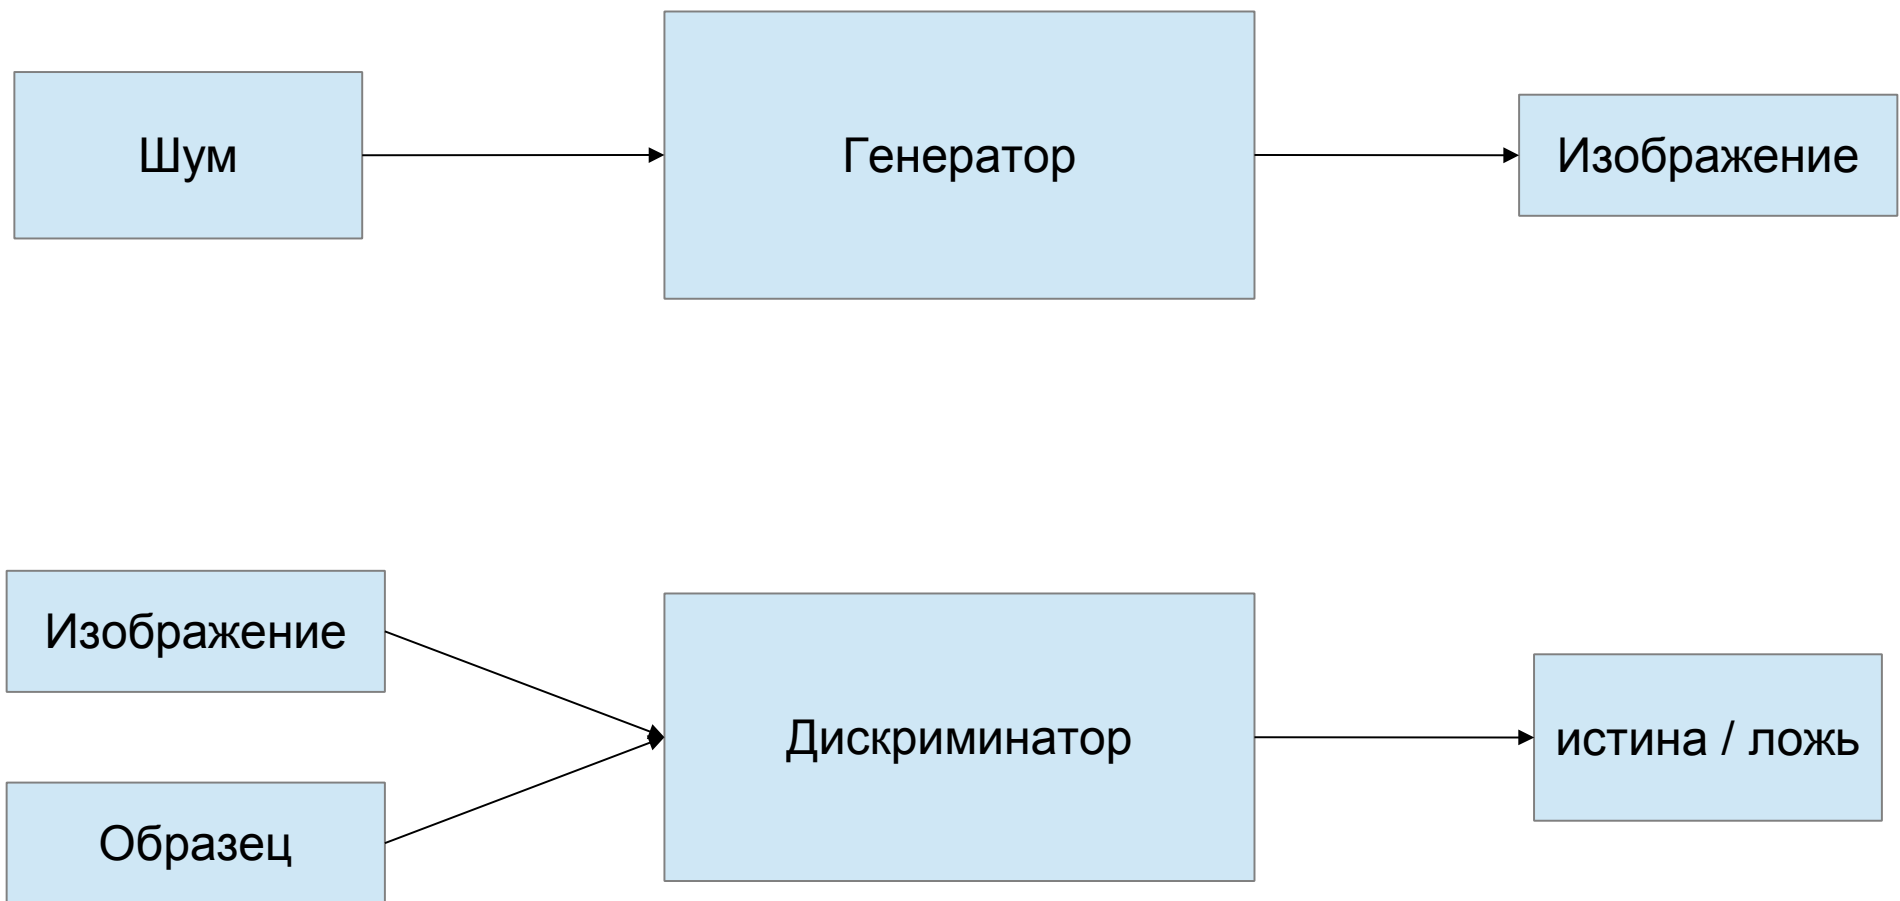 Шум
Генератор
Изображение
Изображение
Дискриминатор
истина / ложь
Образец